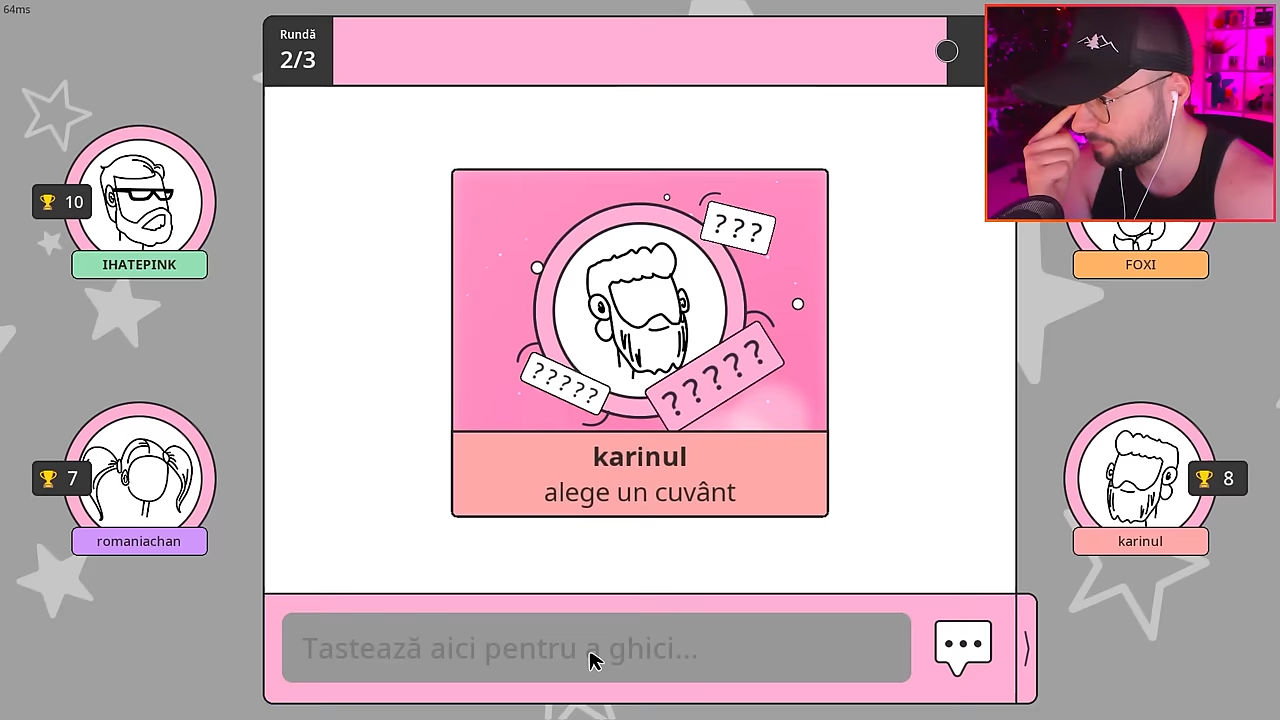 64ms
Rundă
2/3
10
IHATEPINK
???
?????
?????
karinul
alege un cuvânt
FOXI
7
romaniachan
8
karinul
Tastează aici pentru a ghici...